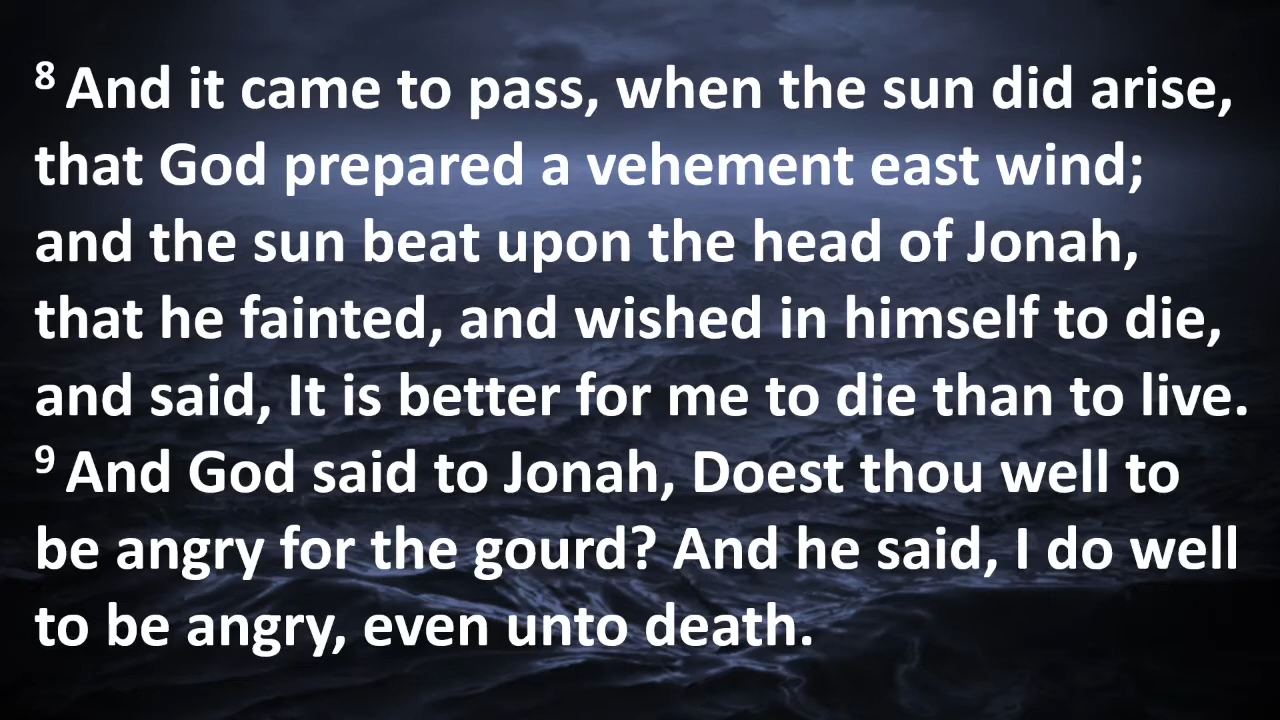 8 And it came to pass, when the sun did arise,
that God prepared a vehement east wind;
and the sun beat upon the head of Jonah,
that he fainted, and wished in himself to die,
and said, It is better for me to die than to live.
9 And God said to Jonah, Doest thou well to
be angry for the gourd? And he said, I do well
to be angry, even unto death.